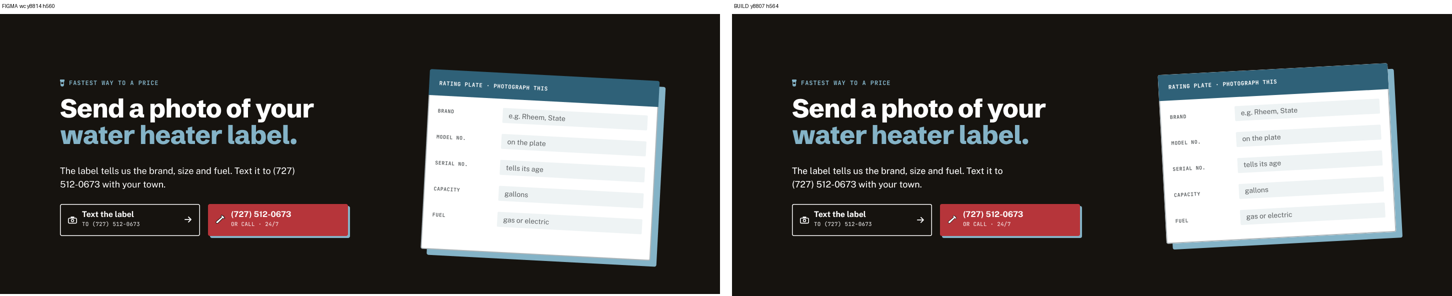 FIGMA wc y8814 h560
FASTEST WAY TO A PRICE
Send a photo of your
water heater label.
The label tells us the brand, size and fuel. Text it to (727)
512-0673 with your town.
Text the label
TO (727) 512-0673
(727) 512-0673
OR CALL · 24/7
RATING PLATE · PHOTOGRAPH THIS
BRAND e.g. Rheem, State
MODEL NO. on the plate
SERIAL NO. tells its age
CAPACITY gallons
FUEL gas or electric
BUILD y8807 h564
FASTEST WAY TO A PRICE
Send a photo of your
water heater label.
The label tells us the brand, size and fuel. Text it to
(727) 512-0673 with your town.
Text the label
TO (727) 512-0673
(727) 512-0673
OR CALL · 24/7
RATING PLATE · PHOTOGRAPH THIS
BRAND e.g. Rheem, State
MODEL NO. on the plate
SERIAL NO. tells its age
CAPACITY gallons
FUEL gas or electric